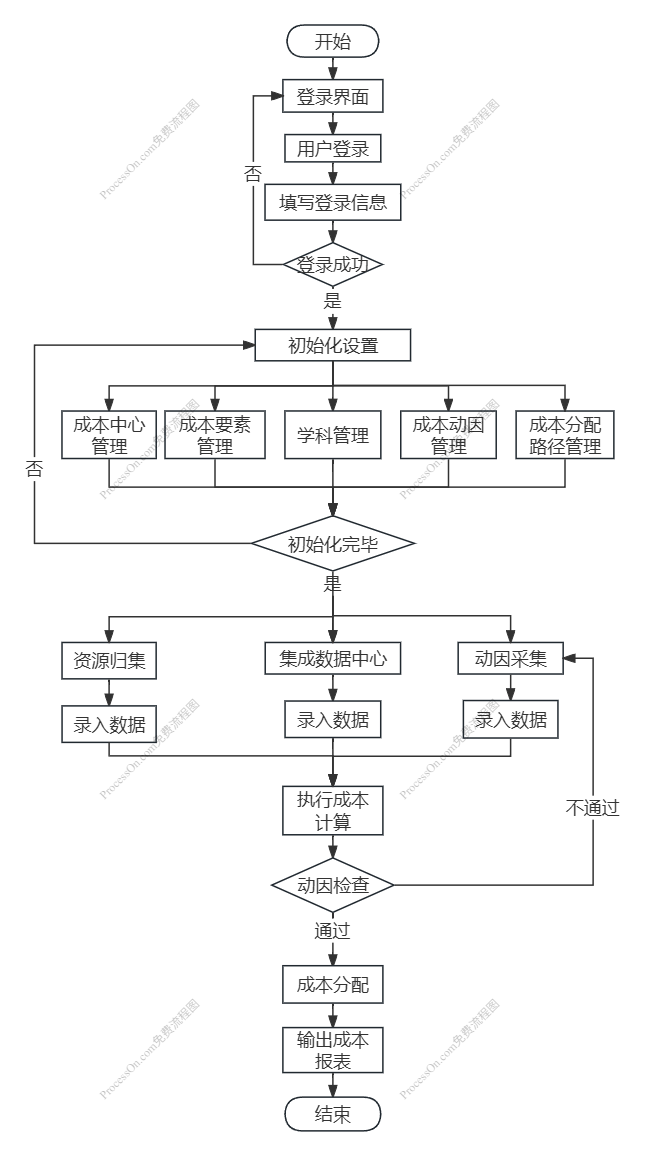 开始
登录界面
ProcessOn.com免费流程图
ProcessOn.com免费流程图
用户登录
否
填写登录信息
登录成功
是
初始化设置
成本中心
管理
成本要素
管理
学科管理
成本动因
管理
成本分配
路径管理
ProcessOn.com免费流程图
ProcessOn.com免费流程图
否
初始化完毕
是
资源归集
集成数据中心
动因采集
录入数据
录入数据
录入数据
ProcessOn.com免费流程图
ProcessOn.com免费流程图
执行成本
计算
不通过
动因检查
通过
成本分配
输出成本
报表
ProcessOn.com免费流程图
ProcessOn.com免费流程图
结束